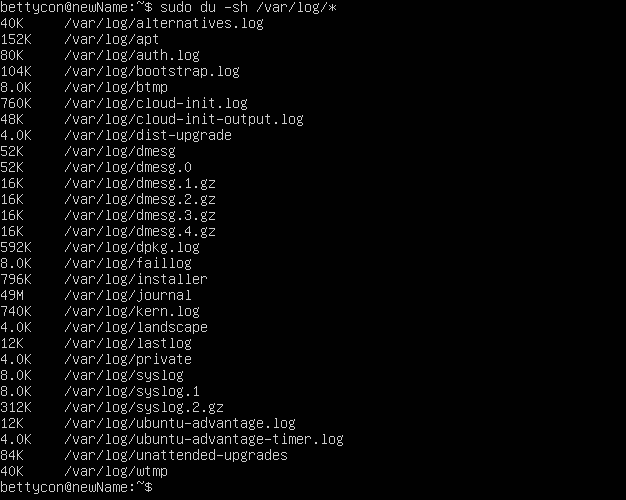 bettycon@newName:~$ sudo du -sh /var/log/*
40K /var/log/alternatives.log
152K /var/log/apt
80K /var/log/auth.log
104K /var/log/bootstrap.log
8.0K /var/log/btmp
760K /var/log/cloud-init.log
48K /var/log/cloud-init-output.log
4.0K /var/log/dist-upgrade
52K /var/log/dmesg
52K /var/log/dmesg.0
16K /var/log/dmesg.1.gz
16K /var/log/dmesg.2.gz
16K /var/log/dmesg.3.gz
16K /var/log/dmesg.4.gz
592K /var/log/dpkg.log
8.0K /var/log/faillog
796K /var/log/installer
49M /var/log/journal
740K /var/log/kern.log
4.0K /var/log/landscape
12K /var/log/lastlog
4.0K /var/log/private
8.0K /var/log/syslog
8.0K /var/log/syslog.1
312K /var/log/syslog.2.gz
12K /var/log/ubuntu-advantage.log
4.0K /var/log/ubuntu-advantage-timer.log
84K /var/log/unattended-upgrades
40K /var/log/wtmp
bettycon@newName:~$